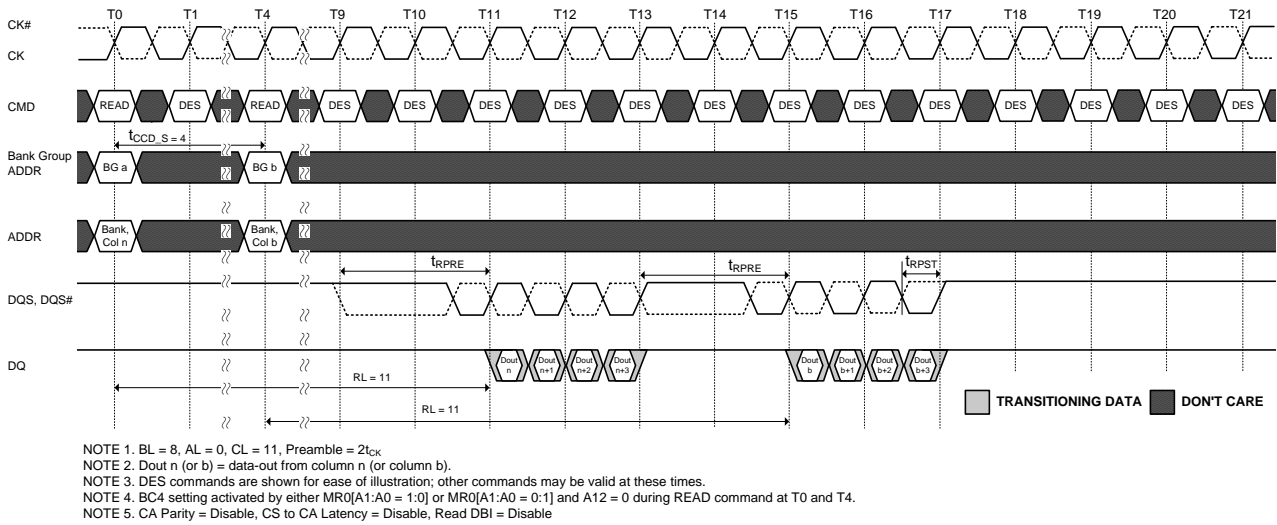 T0 T1 T4 T9 T10 T11 T12 T13 T14 T15 T16 T17 T18 T19 T20 T21
CK#
CK
CMD READ DES READ DES DES DES DES DES DES DES DES DES DES DES DES DES
tCCD_S = 4
Bank Group
ADDR
BG a BG b
ADDR
Bank,
Col n
Bank,
Col b
tRPRE tRPRE tRPST
DQS, DQS#
DQ
Dout
n
Dout
n+1
Dout
n+2
Dout
n+3
Dout
b
Dout
b+1
Dout
b+2
Dout
b+3
RL = 11
RL = 11
TRANSITIONING DATA DON'T CARE
NOTE 1. BL = 8, AL = 0, CL = 11, Preamble = 2tCK
NOTE 2. Dout n (or b) = data-out from column n (or column b).
NOTE 3. DES commands are shown for ease of illustration; other commands may be valid at these times.
NOTE 4. BC4 setting activated by either MR0[A1:A0 = 1:0] or MR0[A1:A0 = 0:1] and A12 = 0 during READ command at T0 and T4.
NOTE 5. CA Parity = Disable, CS to CA Latency = Disable, Read DBI = Disable